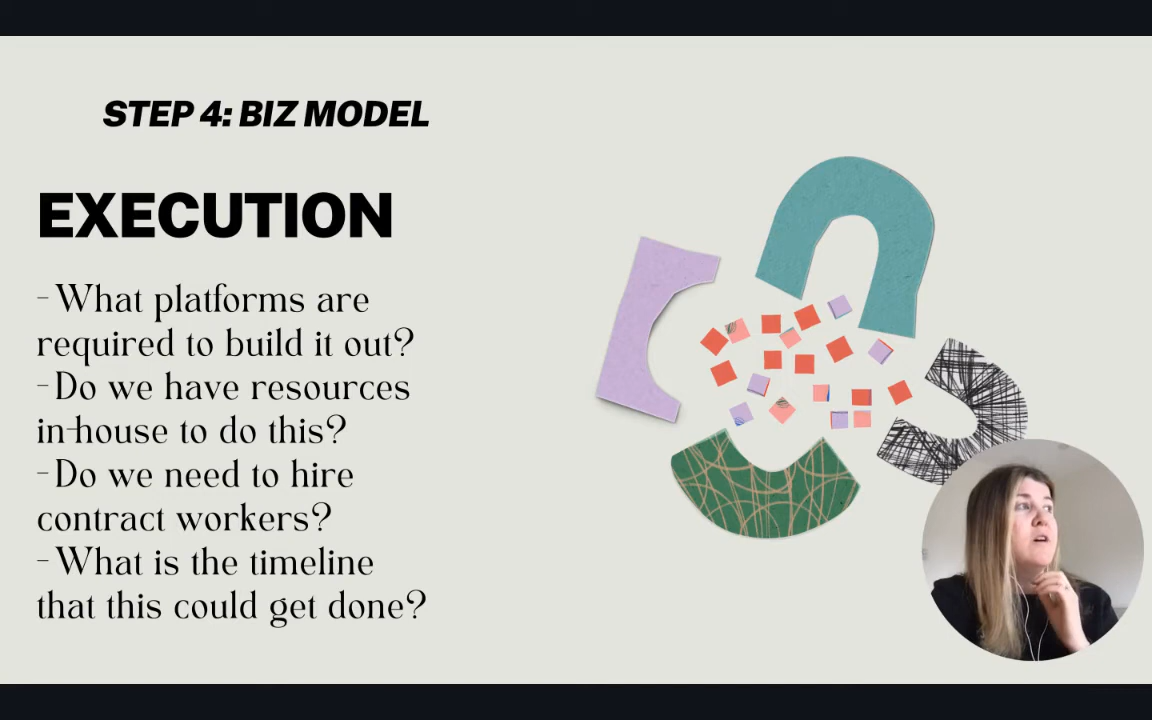 STEP 4: BIZ MODEL
EXECUTION
- What platforms are
required to build it out?
- Do we have resources
in-house to do this?
- Do we need to hire
contract workers?
- What is the timeline
that this could get done?